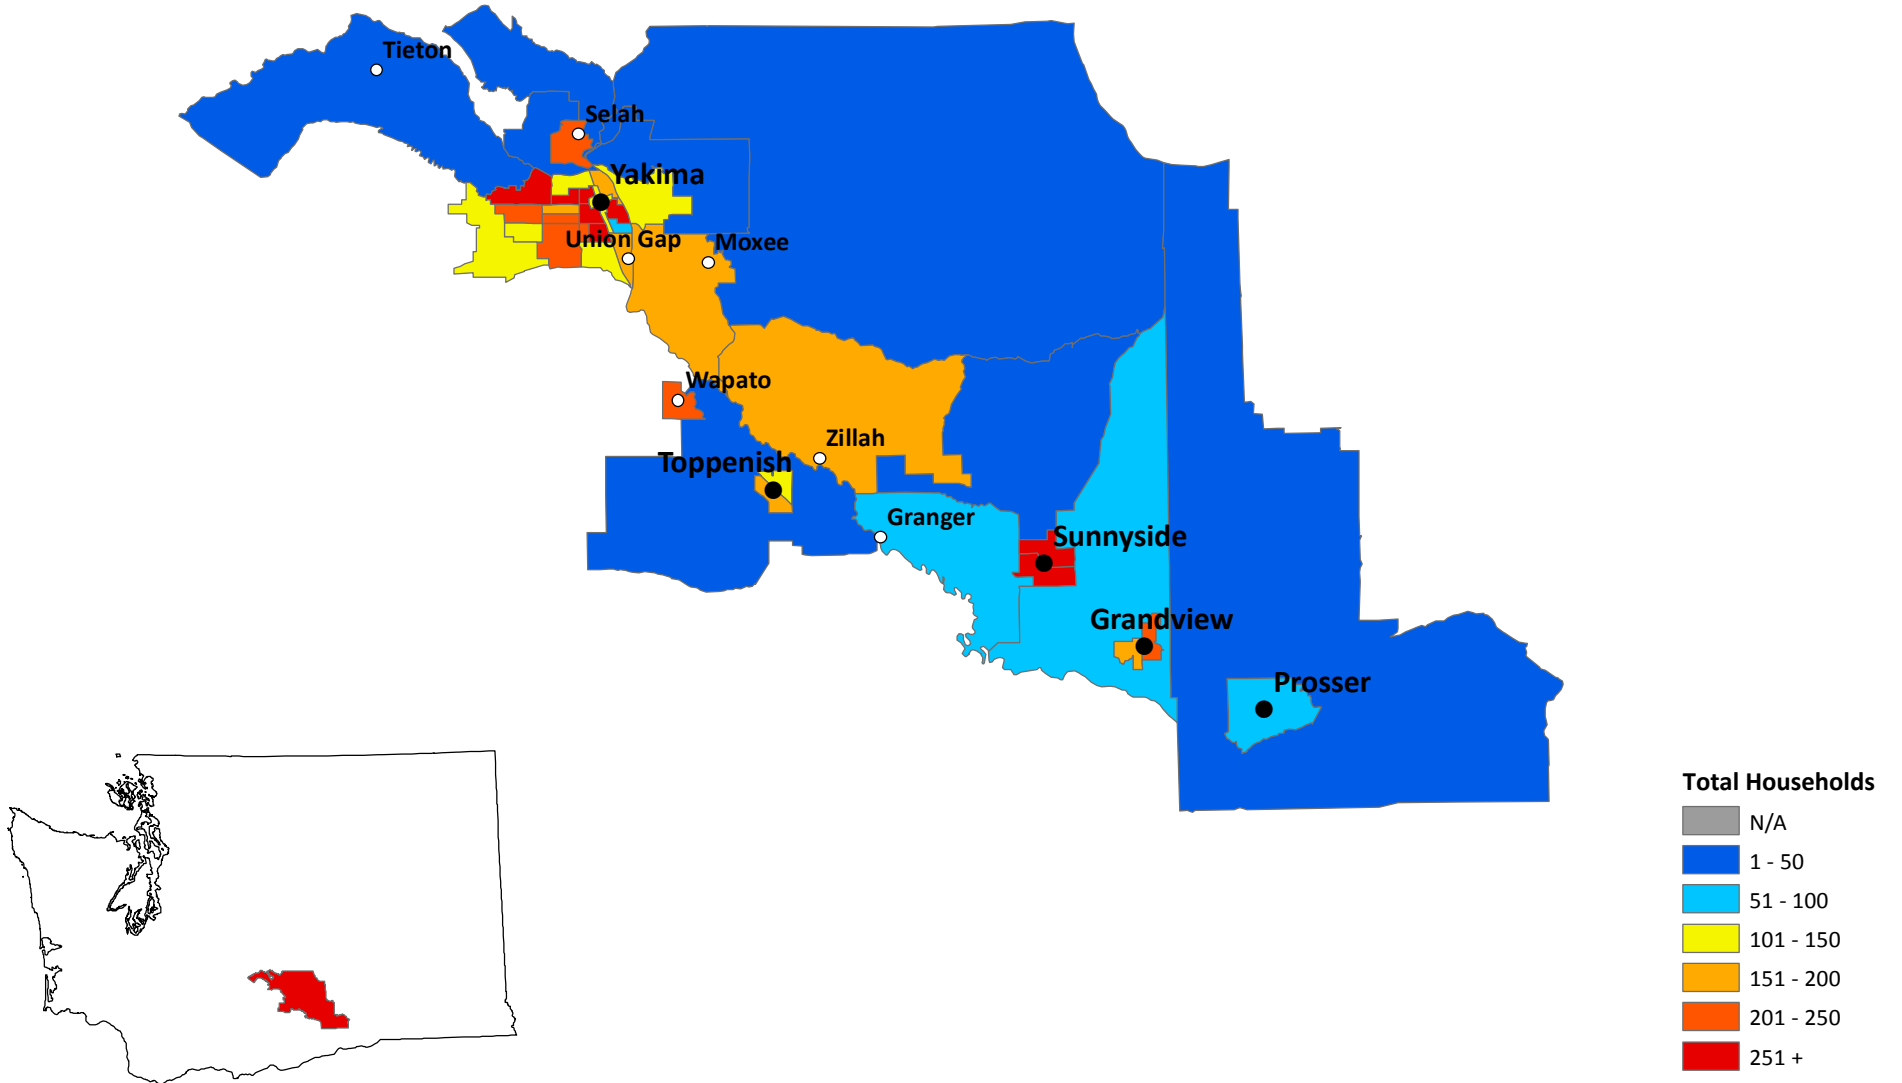 Tieton
Selah
Yakima
Union Gap
Moxee
Wapato
Zillah
Toppenish
Granger
Sunnyside
Grandview
Prosser
Total Households
N/A
1 - 50
51 - 100
101 - 150
151 - 200
201 - 250
251 +